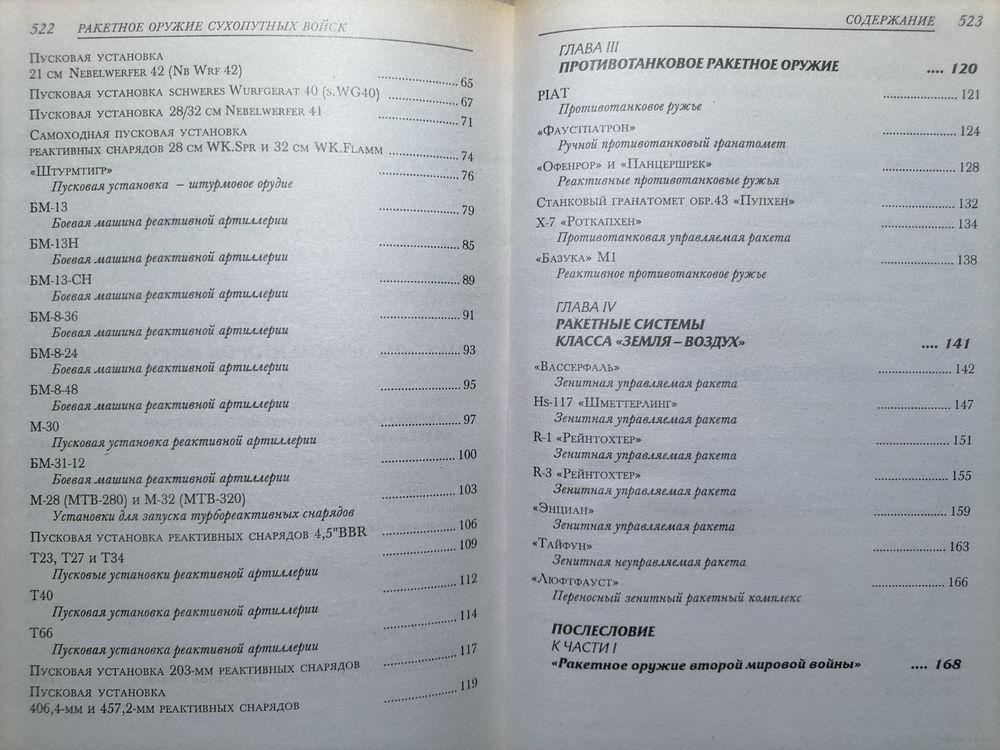 522 РАКЕТНОЕ ОРУЖИЕ СУХОПУТНЫХ ВОЙСК
Пусковая установка
21 см Nebelwerfer 42 (Nb Wrf 42) 65
Пусковая установка schweres Wurfgerat 40 (s.WG40) 67
Пусковая установка 28/32 см Nebelwerfer 41 71
Самоходная пусковая установка
реактивных снарядов 28 см WK.Spr и 32 см WK.Flamm 74
«Штурмтигр» 76
Пусковая установка – штурмовое орудие
БМ-13 79
Боевая машина реактивной артиллерии
БМ-13Н 85
Боевая машина реактивной артиллерии
БМ-13-СН 89
Боевая машина реактивной артиллерии
БМ-8-36 91
Боевая машина реактивной артиллерии
БМ-8-24 93
Боевая машина реактивной артиллерии
БМ-8-48 95
Боевая машина реактивной артиллерии
М-30 97
Пусковая установка реактивной артиллерии
БМ-31-12 100
Боевая машина реактивной артиллерии
М-28 (МТВ-280) и М-32 (МТВ-320) 103
Установки для запуска турбореактивных снарядов
Пусковая установка реактивных снарядов 4,5"BBR 106
Т23, Т27 и Т34 109
Пусковые установки реактивной артиллерии
Т40 112
Пусковая установка реактивной артиллерии
Т66 114
Пусковая установка реактивной артиллерии
Пусковая установка 203-мм реактивных снарядов 117
Пусковая установка 119
406,4-мм и 457,2-мм реактивных снарядов
СОДЕРЖАНИЕ 523
ГЛАВА III
ПРОТИВОТАНКОВОЕ РАКЕТНОЕ ОРУЖИЕ .... 120
PIAT 121
Противотанковое ружье
«Фаустпатрон» 124
Ручной противотанковый гранатомет
«Офенрор» и «Панцершрек» 128
Реактивные противотанковые ружья
Станковый гранатомет обр.43 «Пупхен» 132
Х-7 «Роткапхен» 134
Противотанковая управляемая ракета
«Базука» М1 138
Реактивное противотанковое ружье
ГЛАВА IV
РАКЕТНЫЕ СИСТЕМЫ
КЛАССА «ЗЕМЛЯ – ВОЗДУХ» .... 141
«Вассерфаль» 142
Зенитная управляемая ракета
Hs-117 «Шметтерлинг» 147
Зенитная управляемая ракета
R-1 «Рейнтохтер» 151
Зенитная управляемая ракета
R-3 «Рейнтохтер» 155
Зенитная управляемая ракета
«Энциан» 159
Зенитная управляемая ракета
«Тайфун» 163
Зенитная неуправляемая ракета
«Люфтфауст» 166
Переносный зенитный ракетный комплекс
ПОСЛЕСЛОВИЕ
К ЧАСТИ I
«Ракетное оружие второй мировой войны» .... 168